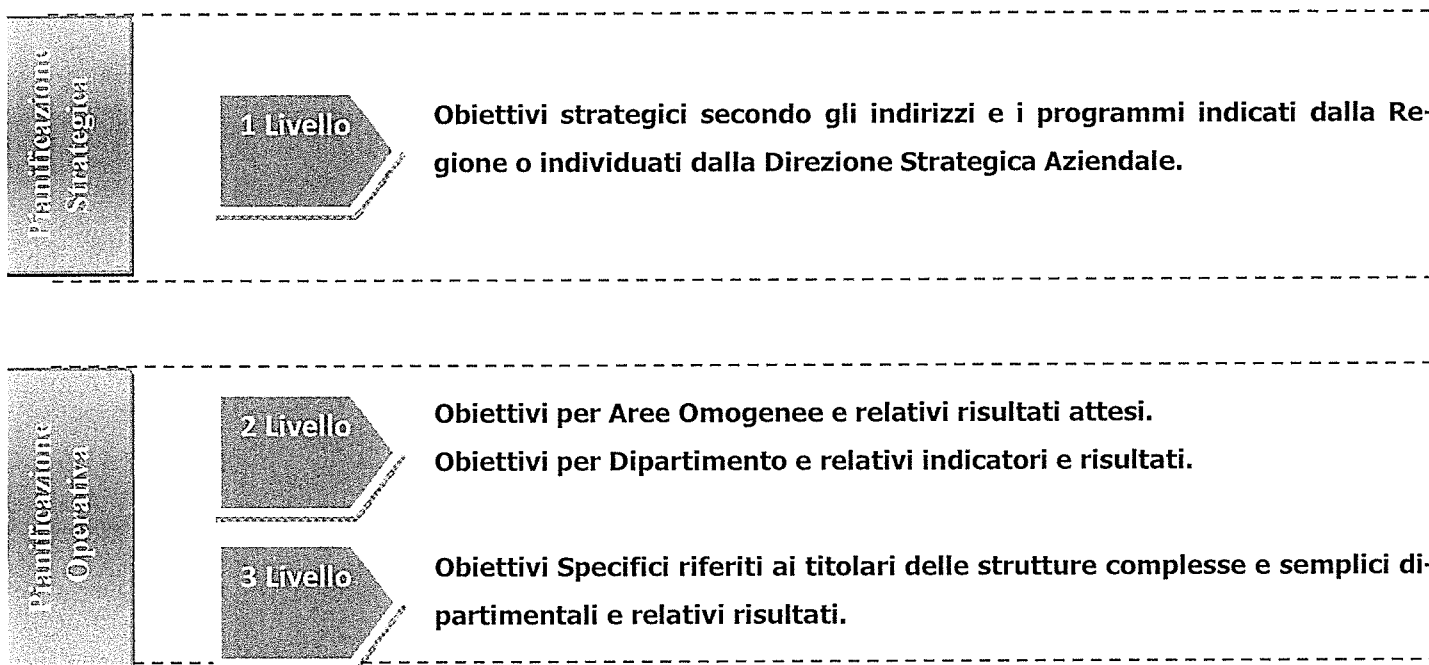 Pianificazione
Strategica
1 Livello
Obiettivi strategici secondo gli indirizzi e i programmi indicati dalla Re-
gione o individuati dalla Direzione Strategica Aziendale.
Pianificazione
Operativa
2 Livello
Obiettivi per Aree Omogenee e relativi risultati attesi.
Obiettivi per Dipartimento e relativi indicatori e risultati.
3 Livello
Obiettivi Specifici riferiti ai titolari delle strutture complesse e semplici di-
partimentali e relativi risultati.